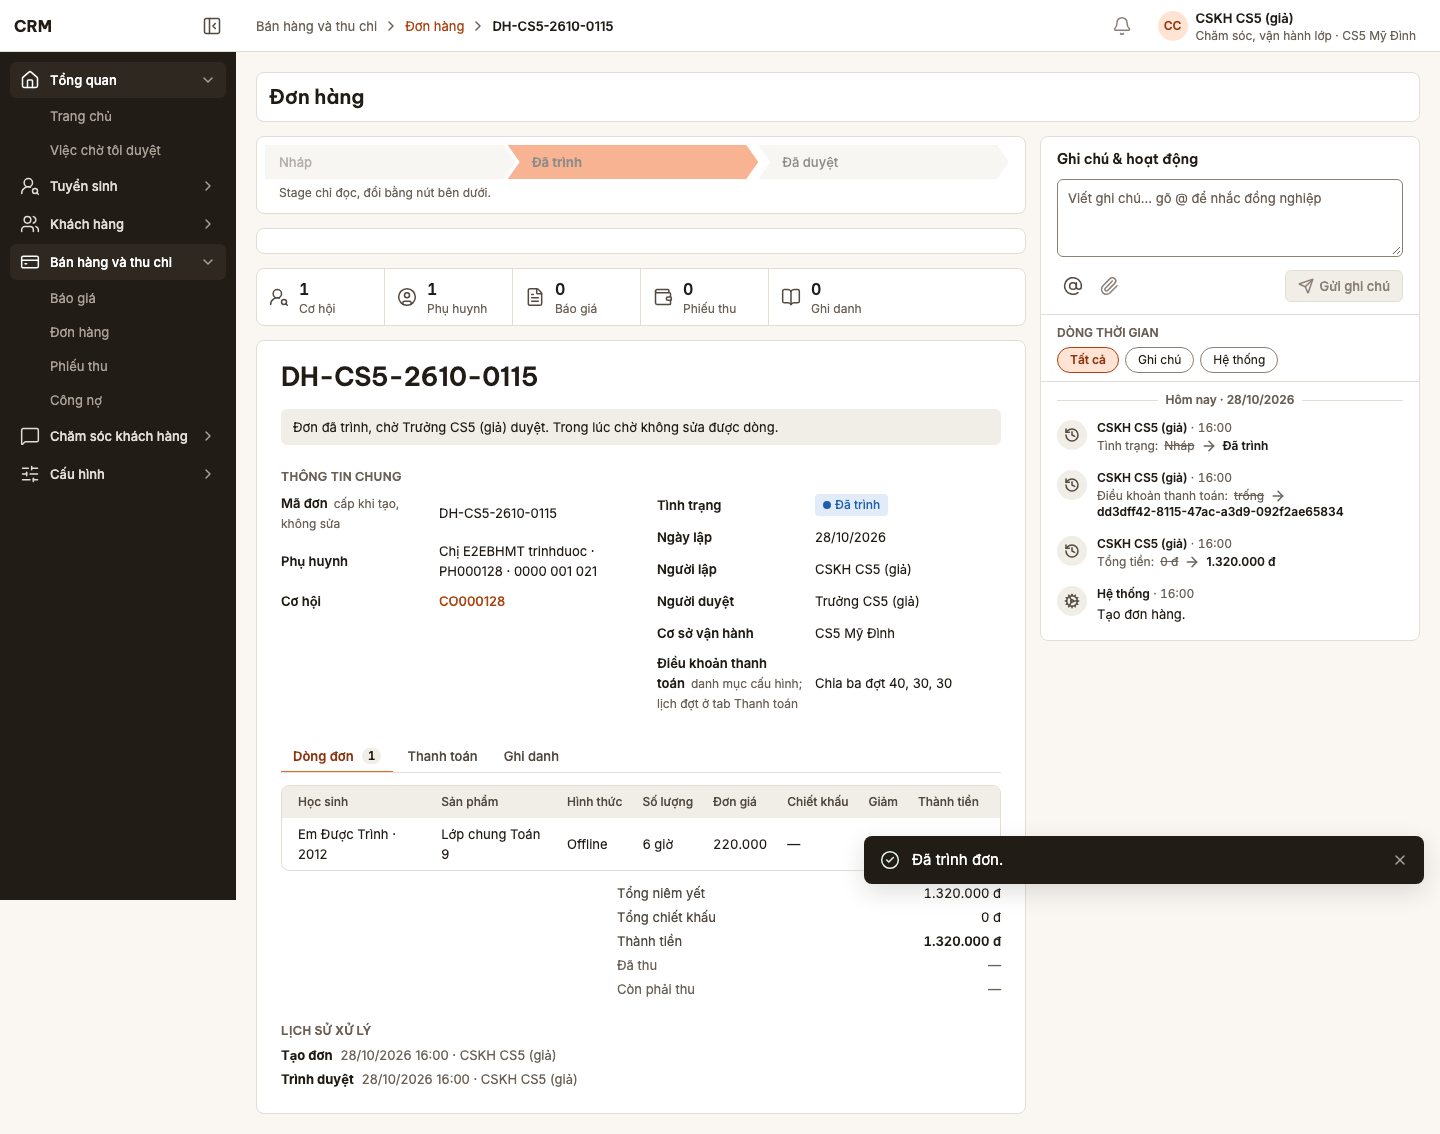 CRM
Bán hàng và thu chi > Đơn hàng > DH-CS5-2610-0115
CC
CSKH CS5 (giả)
Chăm sóc, vận hành lớp · CS5 Mỹ Đình
Tổng quan
Trang chủ
Việc chờ tôi duyệt
Tuyển sinh
Khách hàng
Bán hàng và thu chi
Báo giá
Đơn hàng
Phiếu thu
Công nợ
Chăm sóc khách hàng
Cấu hình
Đơn hàng
Nháp
Đã trình
Đã duyệt
Stage chỉ đọc, đổi bằng nút bên dưới.
1
Cơ hội
1
Phụ huynh
0
Báo giá
0
Phiếu thu
0
Ghi danh
DH-CS5-2610-0115
Đơn đã trình, chờ Trưởng CS5 (giả) duyệt. Trong lúc chờ không sửa được dòng.
THÔNG TIN CHUNG
Mã đơn cấp khi tạo, không sửa
DH-CS5-2610-0115
Phụ huynh
Chị E2EBHMT trinhduoc ·
PH000128 · 0000 001 021
Cơ hội
CO000128
Tình trạng
Đã trình
Ngày lập
28/10/2026
Người lập
CSKH CS5 (giả)
Người duyệt
Trưởng CS5 (giả)
Cơ sở vận hành
CS5 Mỹ Đình
Điều khoản thanh
toán danh mục cấu hình;
lịch đợt ở tab Thanh toán
Chia ba đợt 40, 30, 30
Dòng đơn 1
Thanh toán
Ghi danh
Học sinh
Sản phẩm
Hình thức
Số lượng
Đơn giá
Chiết khấu
Giảm
Thành tiền
Em Được Trình ·
2012
Lớp chung Toán
9
Offline
6 giờ
220.000
—
Tổng niêm yết
1.320.000 đ
Tổng chiết khấu
0 đ
Thành tiền
1.320.000 đ
Đã thu
—
Còn phải thu
—
LỊCH SỬ XỬ LÝ
Tạo đơn 28/10/2026 16:00 · CSKH CS5 (giả)
Trình duyệt 28/10/2026 16:00 · CSKH CS5 (giả)
Ghi chú & hoạt động
Viết ghi chú... gõ @ để nhắc đồng nghiệp
Gửi ghi chú
DÒNG THỜI GIAN
Tất cả
Ghi chú
Hệ thống
Hôm nay · 28/10/2026
CSKH CS5 (giả) · 16:00
Tình trạng: Nháp → Đã trình
CSKH CS5 (giả) · 16:00
Điều khoản thanh toán: trống →
dd3dff42-8115-47ac-a3d9-092f2ae65834
CSKH CS5 (giả) · 16:00
Tổng tiền: 0 đ → 1.320.000 đ
Hệ thống · 16:00
Tạo đơn hàng.
Đã trình đơn.